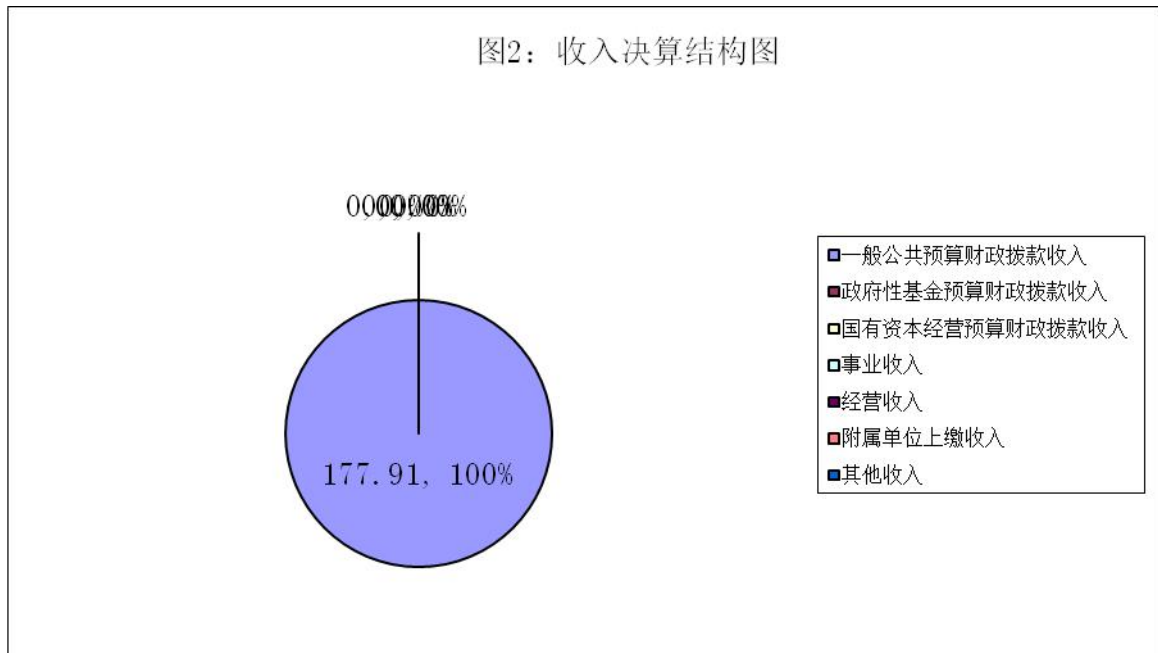 图2: 收入决算结构图
177.91, 100%
一般公共预算财政拨款收入
政府性基金预算财政拨款收入
国有资本经营预算财政拨款收入
事业收入
经营收入
附属单位上缴收入
其他收入